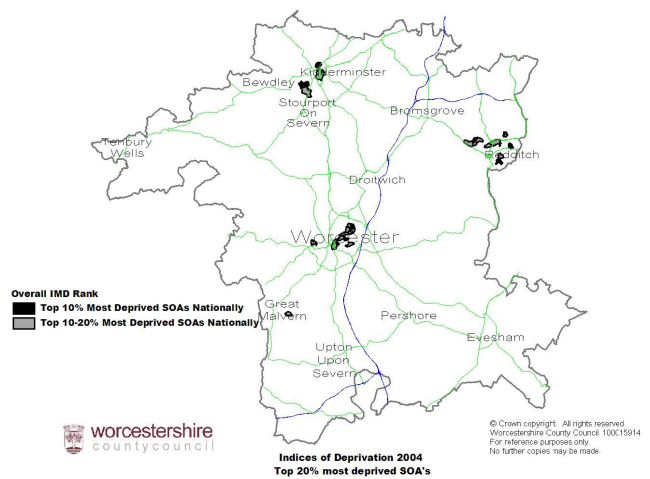 Kidderminster
Bewdley
Stourport
On
Severn
Bromsgrove
Tenbury
Wells
Redditch
Droitwich
Worcester
Overall IMD Rank
Top 10% Most Deprived SOAs Nationally
Top 10-20% Most Deprived SOAs Nationally
Great
Malvern
Pershore
Evesham
Upton
Upon
Severn
worcestershire
countycouncil
Indices of Deprivation 2004
Top 20% most deprived SOA's
© Crown copyright. All rights reserved.
Worcestershire County Council 100015914
For reference purposes only.
No further copies may be made.